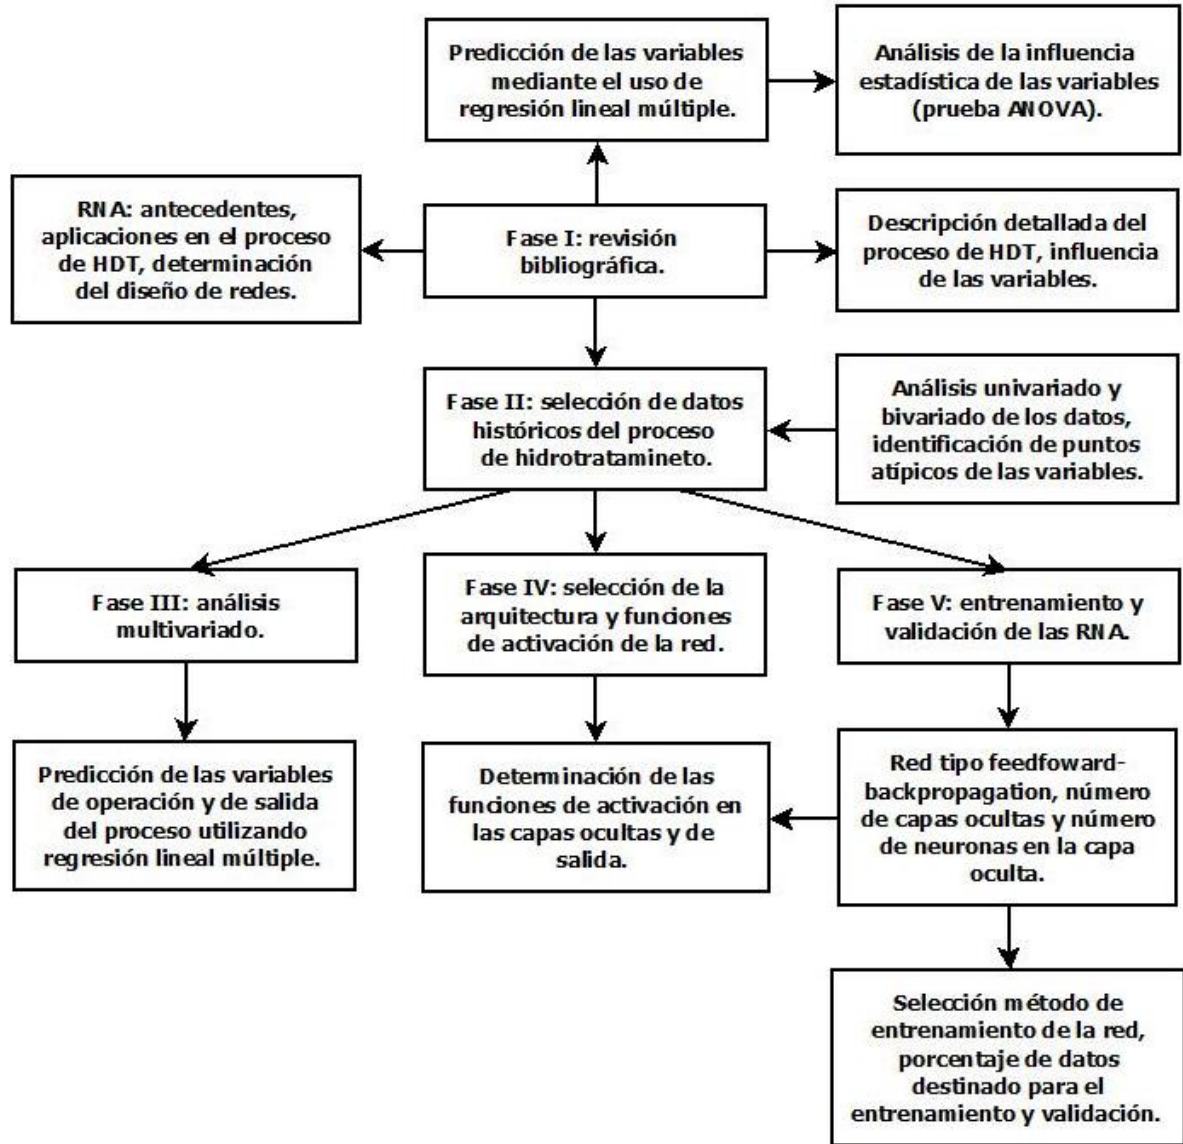 Predicción de las variables
mediante el uso de
regresión lineal múltiple.
Análisis de la influencia
estadística de las variables
(prueba ANOVA).
RNA: antecedentes,
aplicaciones en el proceso
de HDT, determinación
del diseño de redes.
Fase I: revisión
bibliográfica.
Descripción detallada del
proceso de HDT, influencia
de las variables.
Fase II: selección de datos
históricos del proceso
de hidrotratamineto.
Análisis univariado y
bivariado de los datos,
identificación de puntos
atípicos de las variables.
Fase III: análisis
multivariado.
Fase IV: selección de la
arquitectura y funciones
de activación de la red.
Fase V: entrenamiento y
validación de las RNA.
Predicción de las variables
de operación y de salida
del proceso utilizando
regresión lineal múltiple.
Determinación de las
funciones de activación en
las capas ocultas y de
salida.
Red tipo feedfoward-
backpropagation, número
de capas ocultas y número
de neuronas en la capa
oculta.
Selección método de
entrenamiento de la red,
porcentaje de datos
destinado para el
entrenamiento y validación.